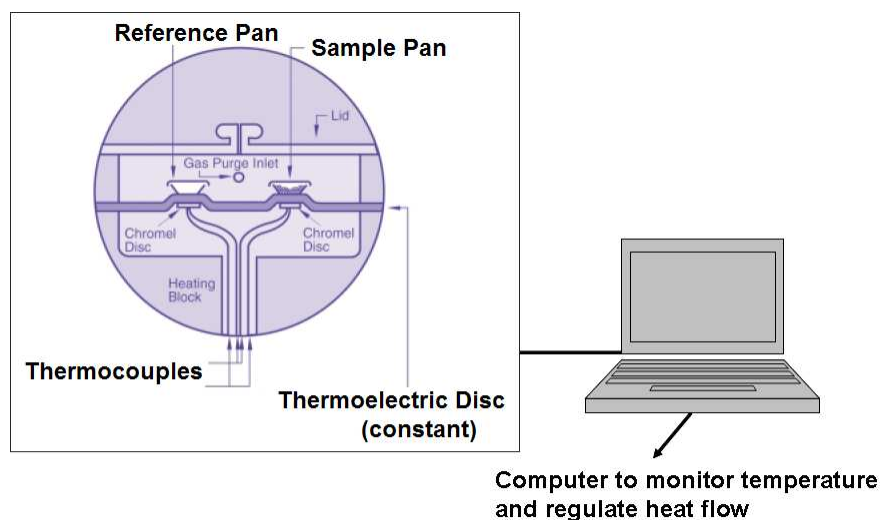 Reference Pan
Sample Pan
Lid
Gas Purge Inlet
Chromel
Disc
Chromel
Disc
Heating
Block
Thermocouples
Thermoelectric Disc
(constant)
Computer to monitor temperature
and regulate heat flow